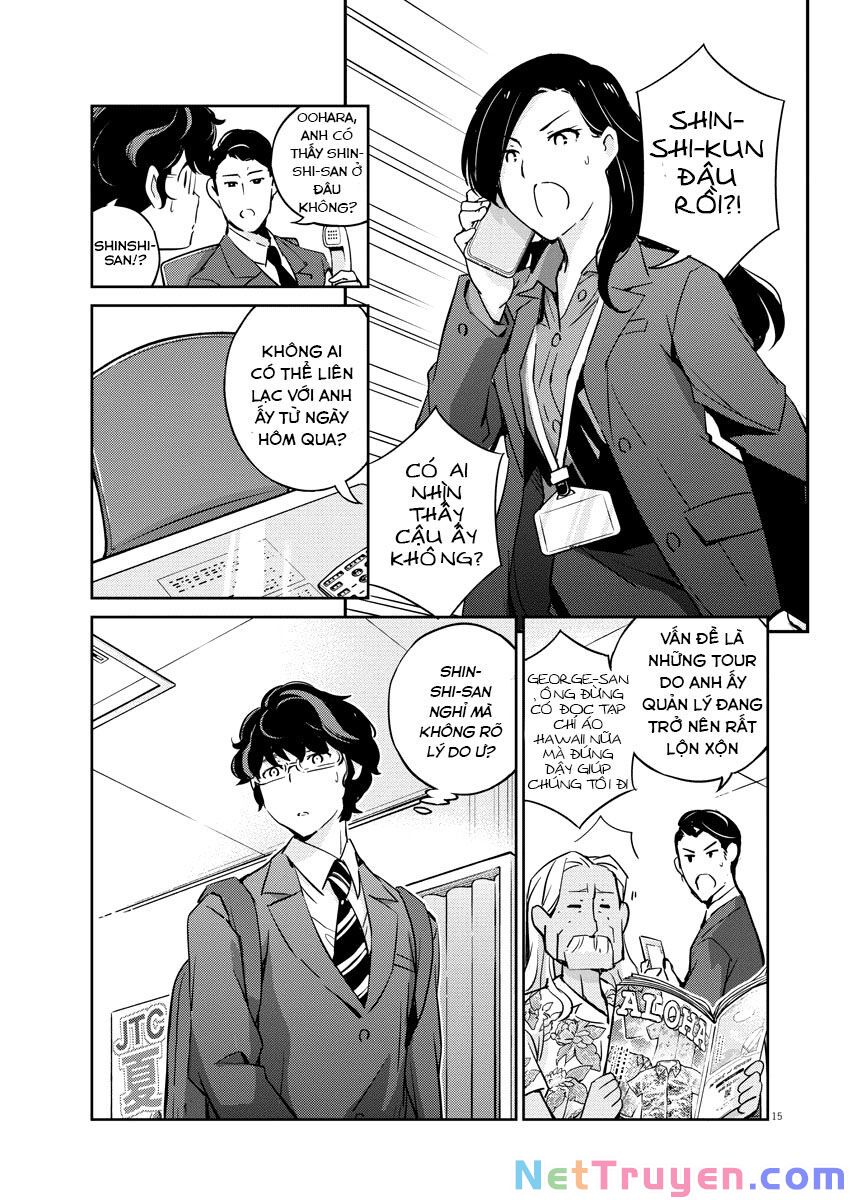 SHIN-
SHI-KUN
ĐÂU
RỒI?!
OOHARA,
ANH CÓ
THẤY SHIN-
SHI-SAN Ở
ĐÂU
KHÔNG?
SHINSHI-
SAN!?
CÓ AI
NHÌN
THẤY
CẬU ẤY
KHÔNG?
KHÔNG AI
CÓ THỂ LIÊN
LẠC VỚI ANH
ẤY TỪ NGÀY
HÔM QUA?
VẤN ĐỀ LÀ
NHỮNG TOUR
DO ANH ẤY
QUẢN LÝ ĐANG
TRỞ NÊN RẤT
LỘN XỘN
GEORGE-SAN
ÔNG ĐỪNG
CÓ ĐỌC TẠP
CHÍ ÁO
HAWAII NỮA
MÀ ĐỨNG
DẬY GIÚP
CHÚNG TÔI ĐI
ALOHA
SHIN-
SHI-SAN
NGHỈ MÀ
KHÔNG RÕ
LÝ DO Ư?
JTC
夏
15
NetTruyen.com